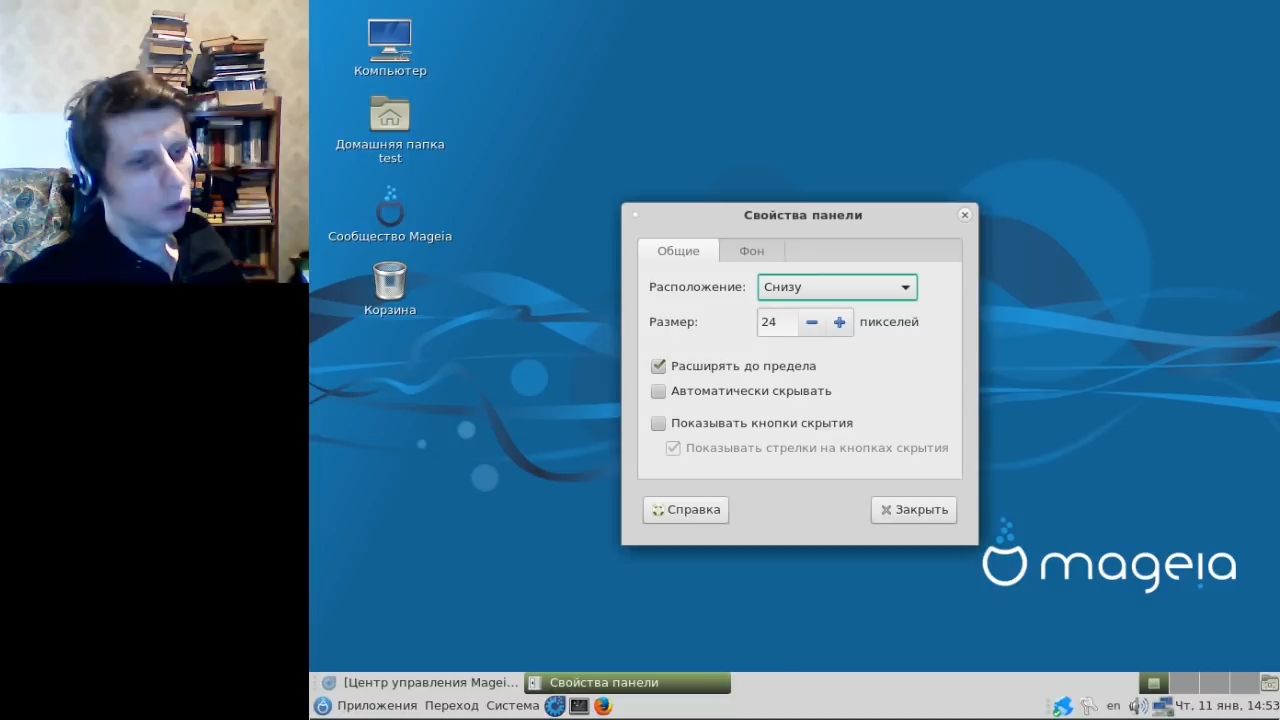 Компьютер
Домашняя папка
test
Сообщество Mageia
Корзина
Свойства панели
Общие
Фон
Расположение:
Снизу
Размер:
24
пикселей
Расширять до предела
Автоматически скрывать
Показывать кнопки скрытия
Показывать стрелки на кнопках скрытия
Справка
Закрыть
mageia
[Центр управления Magei...
Свойства панели
Приложения Переход Система
en
Чт, 11 янв, 14:53